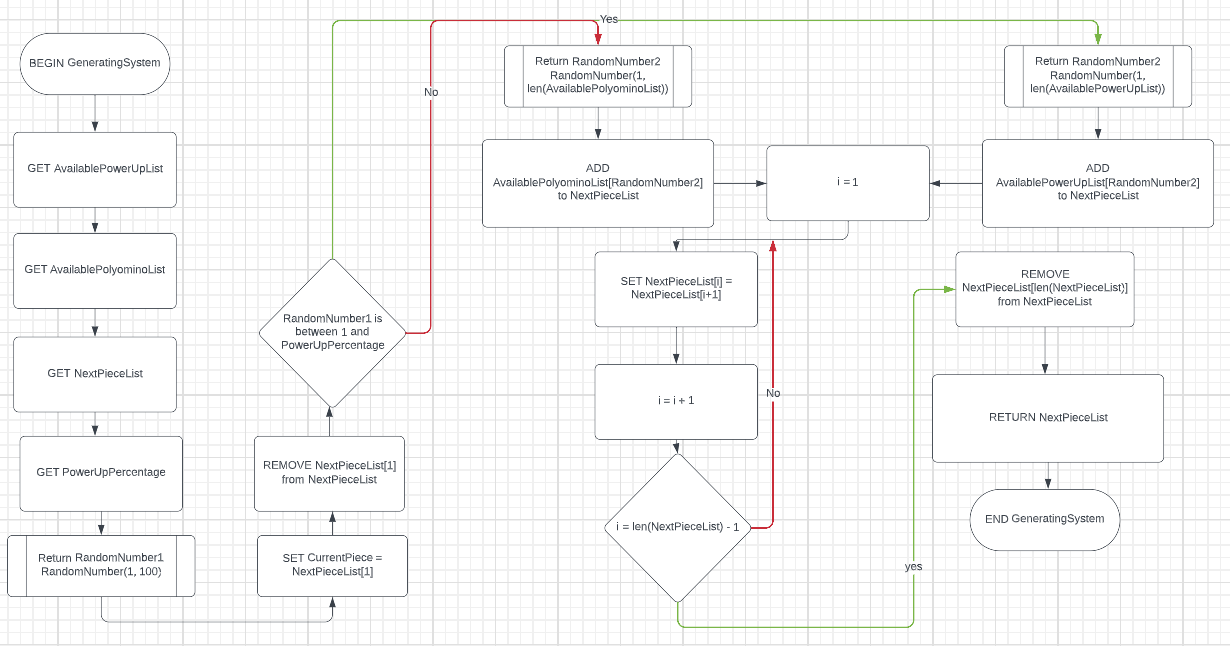 BEGIN GeneratingSystem
GET AvailablePowerUpList
GET AvailablePolyominoList
GET NextPieceList
GET PowerUpPercentage
Return RandomNumber1
RandomNumber(1, 100)
SET CurrentPiece =
NextPieceList[1]
REMOVE NextPieceList[1]
from NextPieceList
RandomNumber1 is
between 1 and
PowerUpPercentage
No
Yes
Return RandomNumber2
RandomNumber(1,
len(AvailablePolyominoList))
ADD
AvailablePolyominoList[RandomNumber2]
to NextPieceList
Return RandomNumber2
RandomNumber(1,
len(AvailablePowerUpList))
ADD
AvailablePowerUpList[RandomNumber2]
to NextPieceList
i = 1
SET NextPieceList[i] =
NextPieceList[i+1]
i = i + 1
i = len(NextPieceList) - 1
No
yes
REMOVE
NextPieceList[len(NextPieceList)]
from NextPieceList
RETURN NextPieceList
END GeneratingSystem